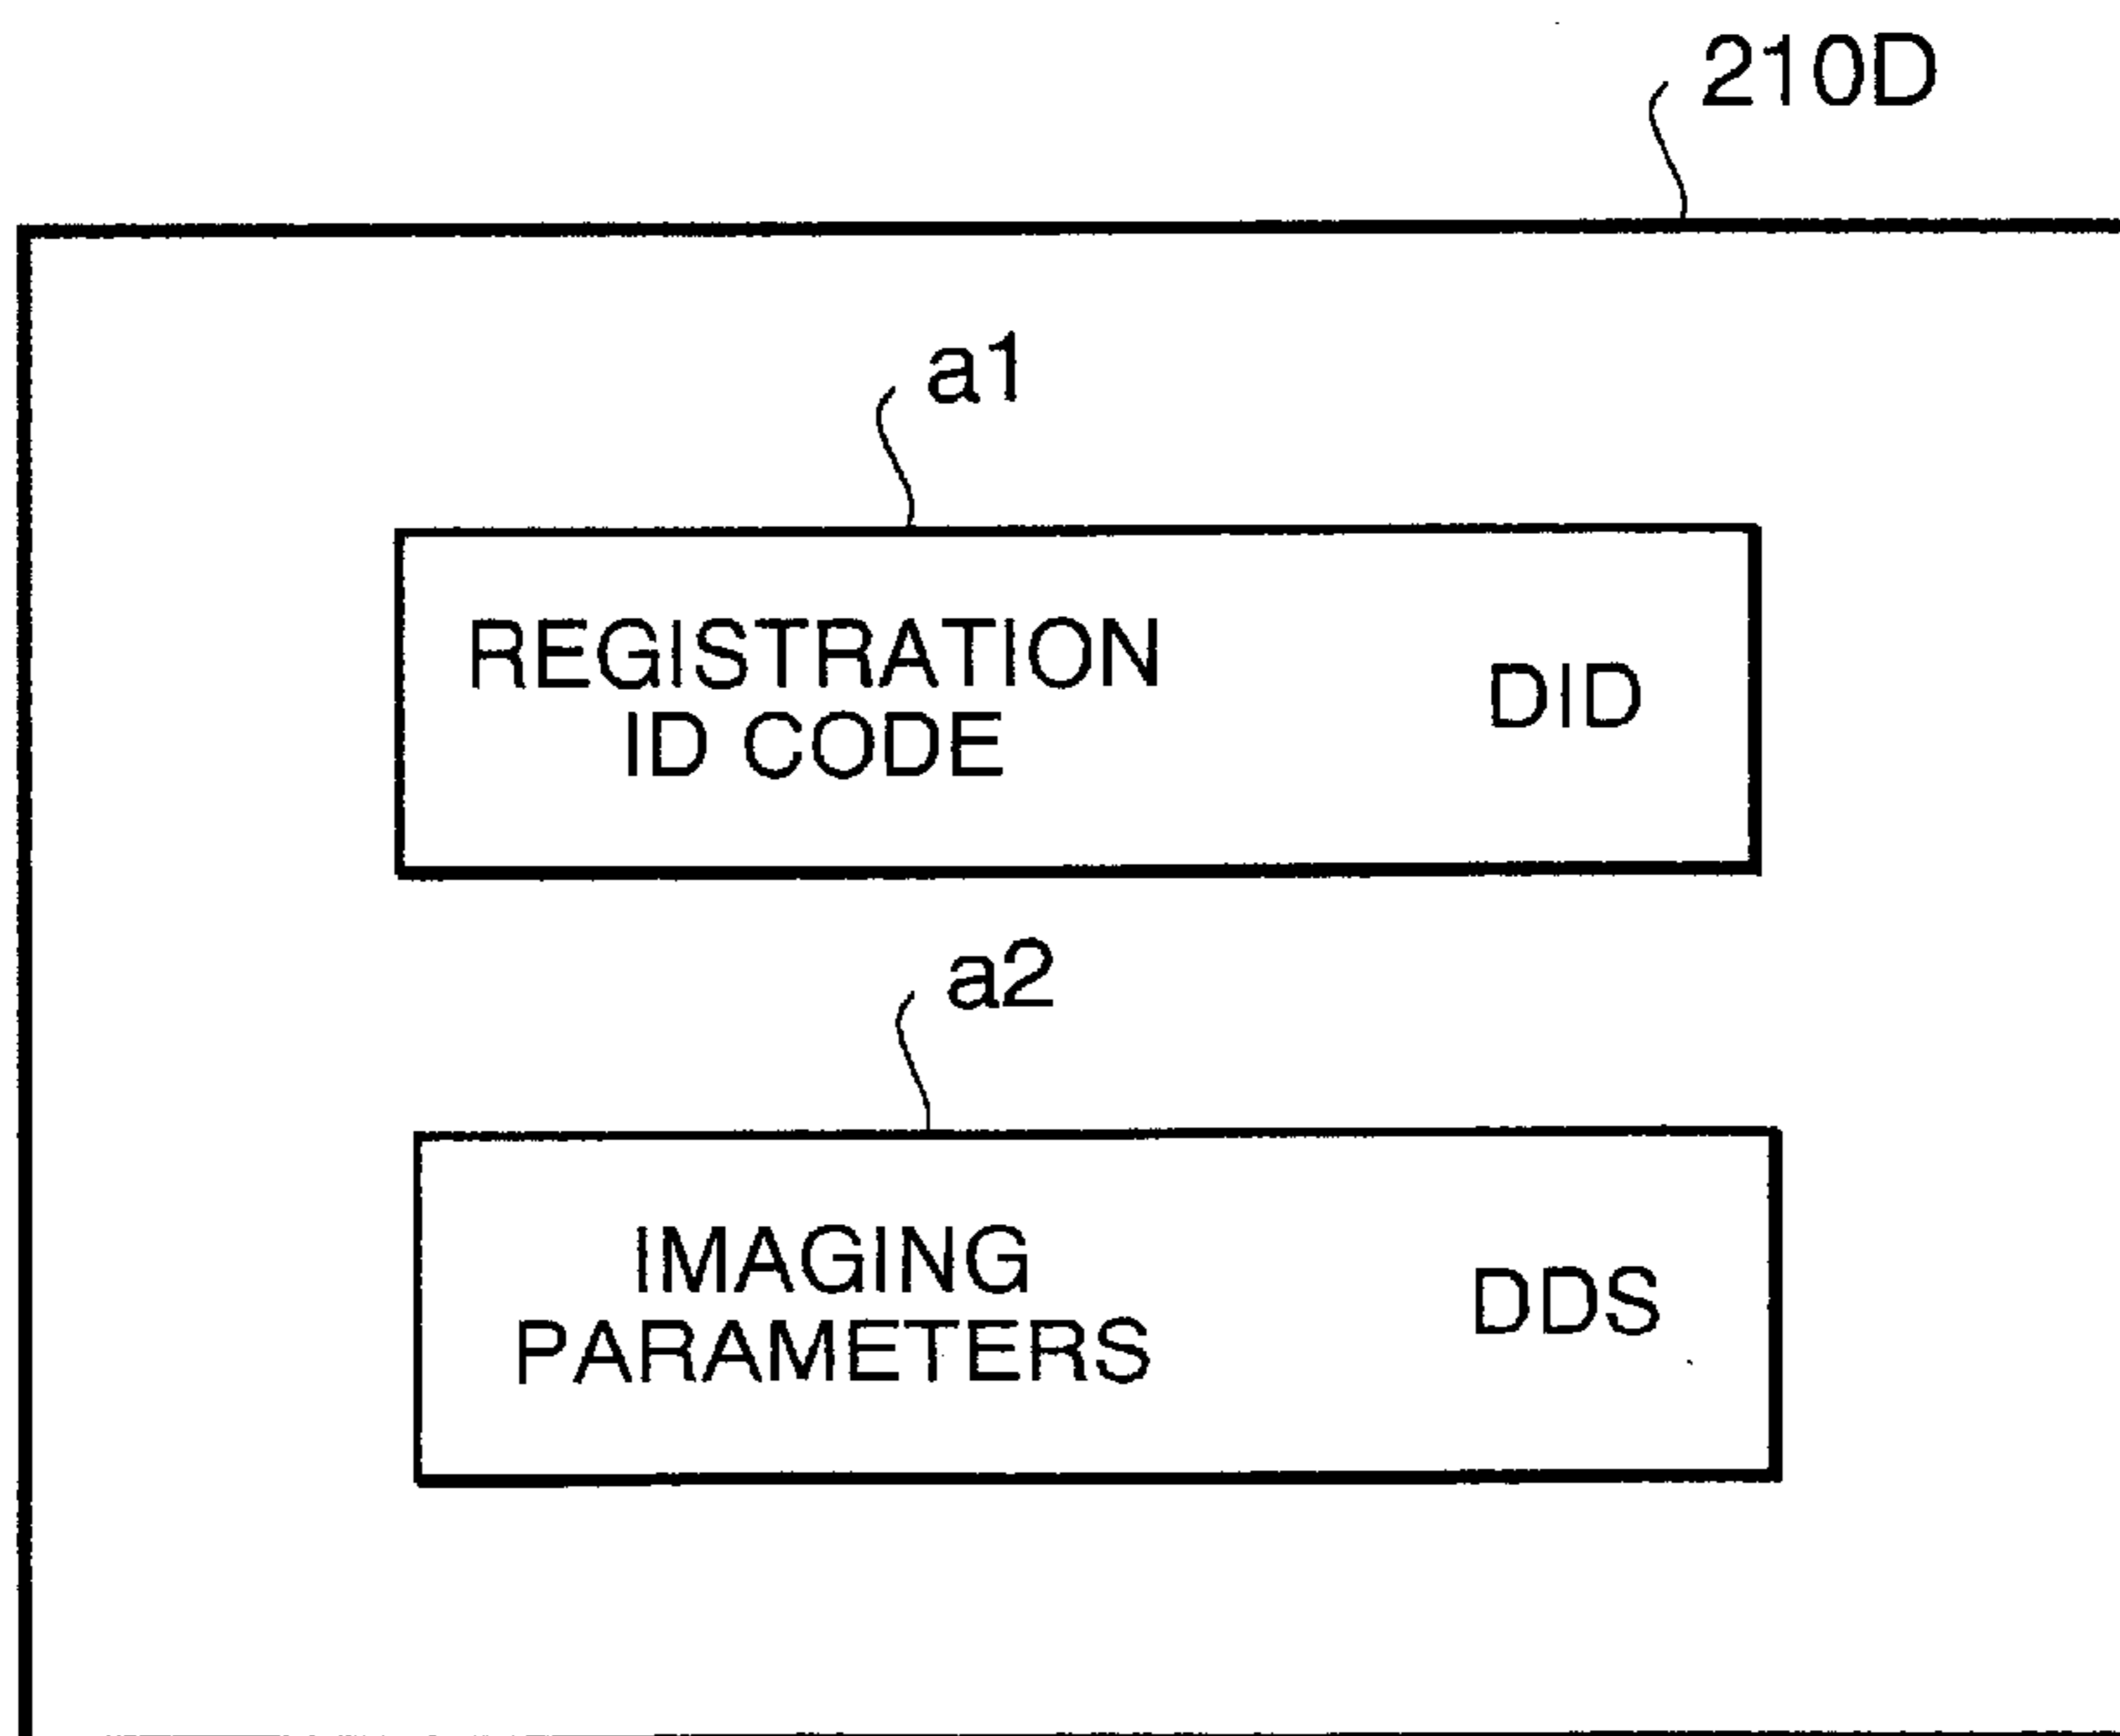 210D
a1
REGISTRATION
ID CODE
DID
a2
IMAGING
PARAMETERS
DDS